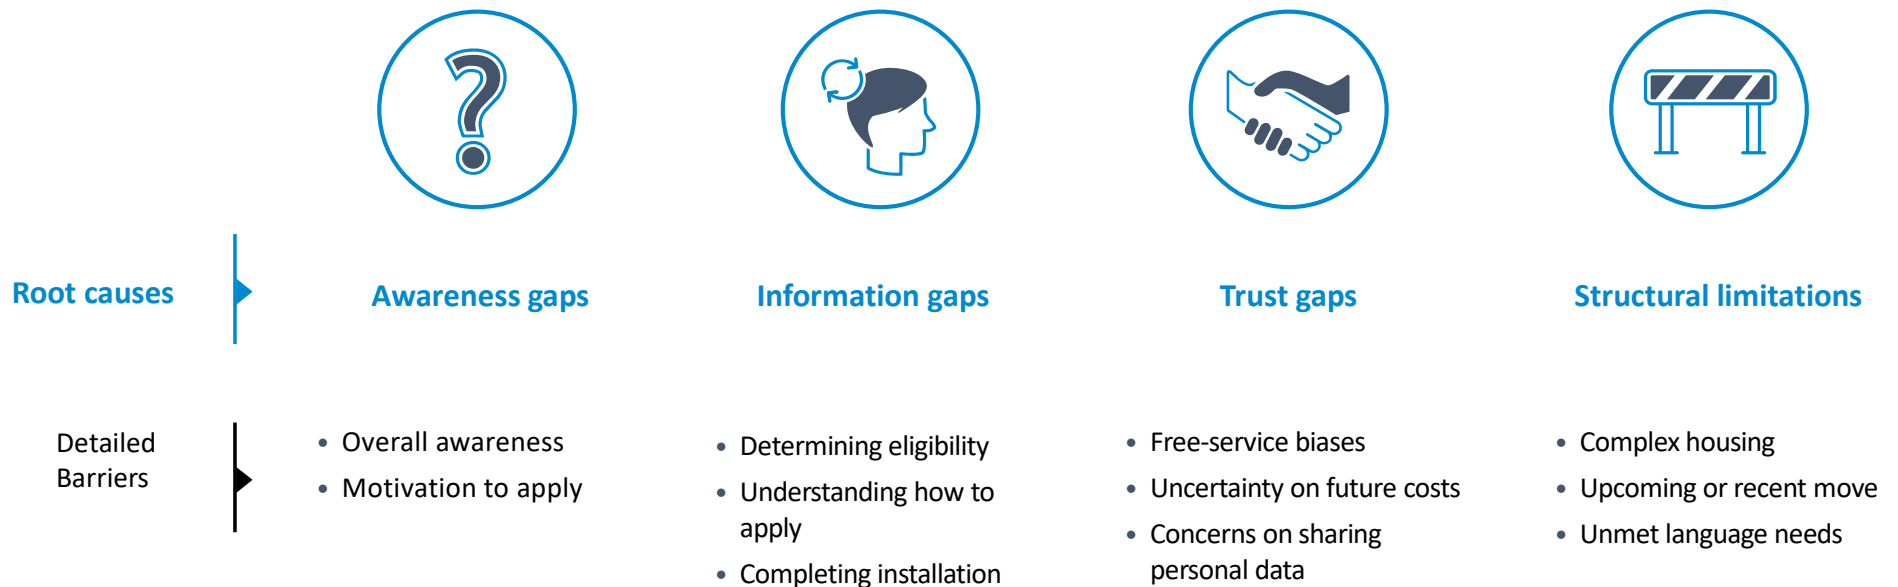 Root causes
Awareness gaps
Information gaps
Trust gaps
Structural limitations
Detailed
Barriers
• Overall awareness
• Motivation to apply
• Determining eligibility
• Understanding how to
apply
• Completing installation
• Free-service biases
• Uncertainty on future costs
• Concerns on sharing
personal data
• Complex housing
• Upcoming or recent move
• Unmet language needs